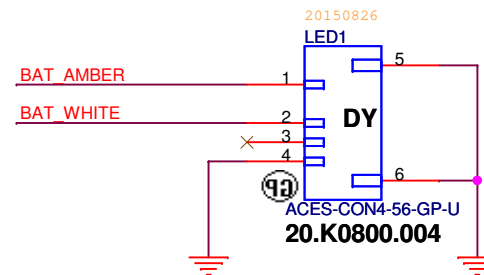 20150826
LED1
BAT_AMBER
1
5
BAT_WHITE
2
DY
3
4
6
GP
ACES-CON4-56-GP-U
20.K0800.004